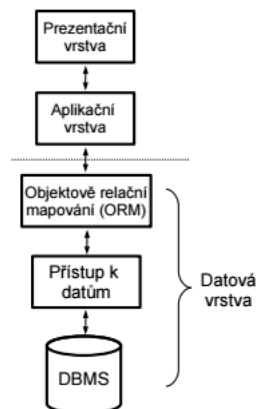 Prezentační
vrstva
Aplikační
vrstva
Objektově relační
mapování (ORM)
Přístup k
datům
Datová
vrstva
DBMS